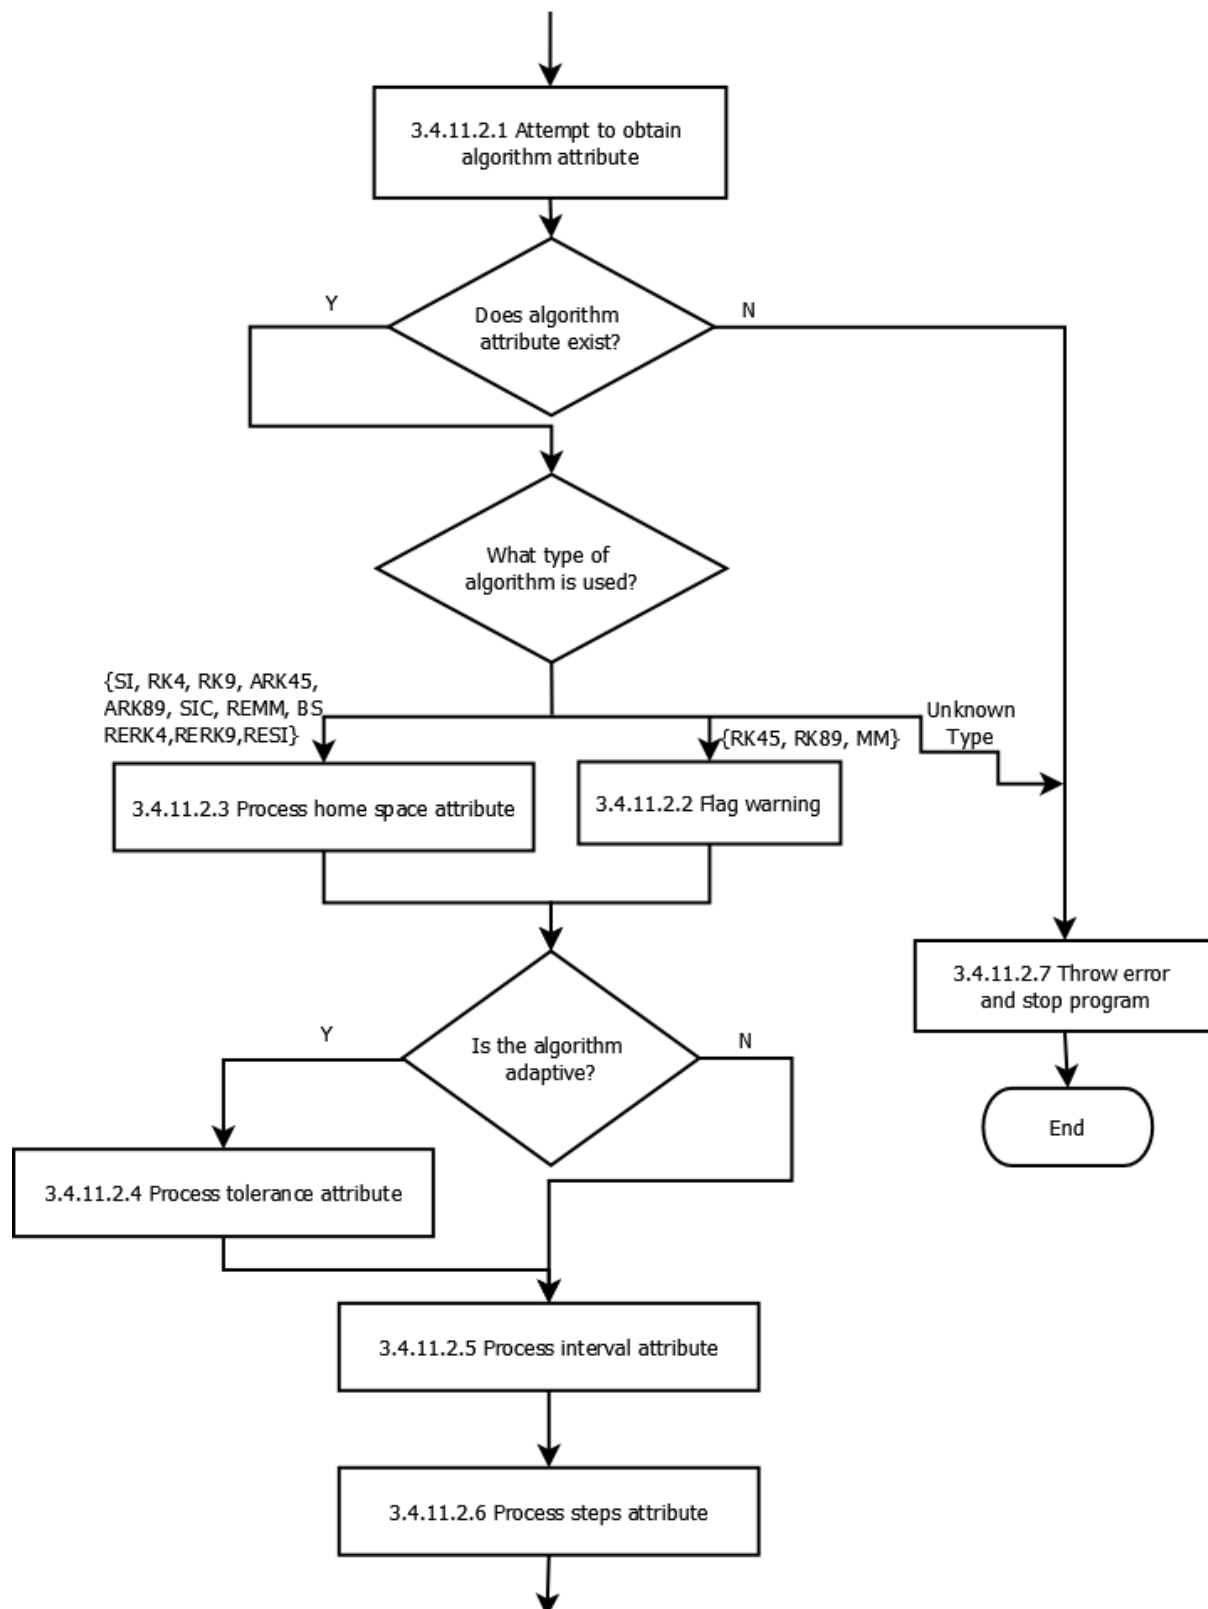 3.4.11.2.1 Attempt to obtain
algorithm attribute
Y
N
Does algorithm
attribute exist?
What type of
algorithm is used?
{SI, RK4, RK9, ARK45,
ARK89, SIC, REMM, BS
RERK4,RERK9,RESI}
{RK45, RK89, MM}
Unknown
Type
3.4.11.2.3 Process home space attribute
3.4.11.2.2 Flag warning
3.4.11.2.7 Throw error
and stop program
Y
N
Is the algorithm
adaptive?
End
3.4.11.2.4 Process tolerance attribute
3.4.11.2.5 Process interval attribute
3.4.11.2.6 Process steps attribute